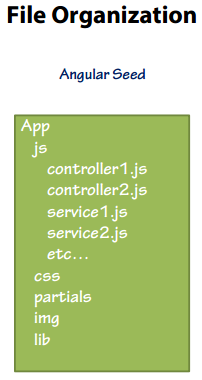 File Organization
Angular Seed
App
js
controller1.js
controller2.js
service1.js
service2.js
etc...
css
partials
img
lib